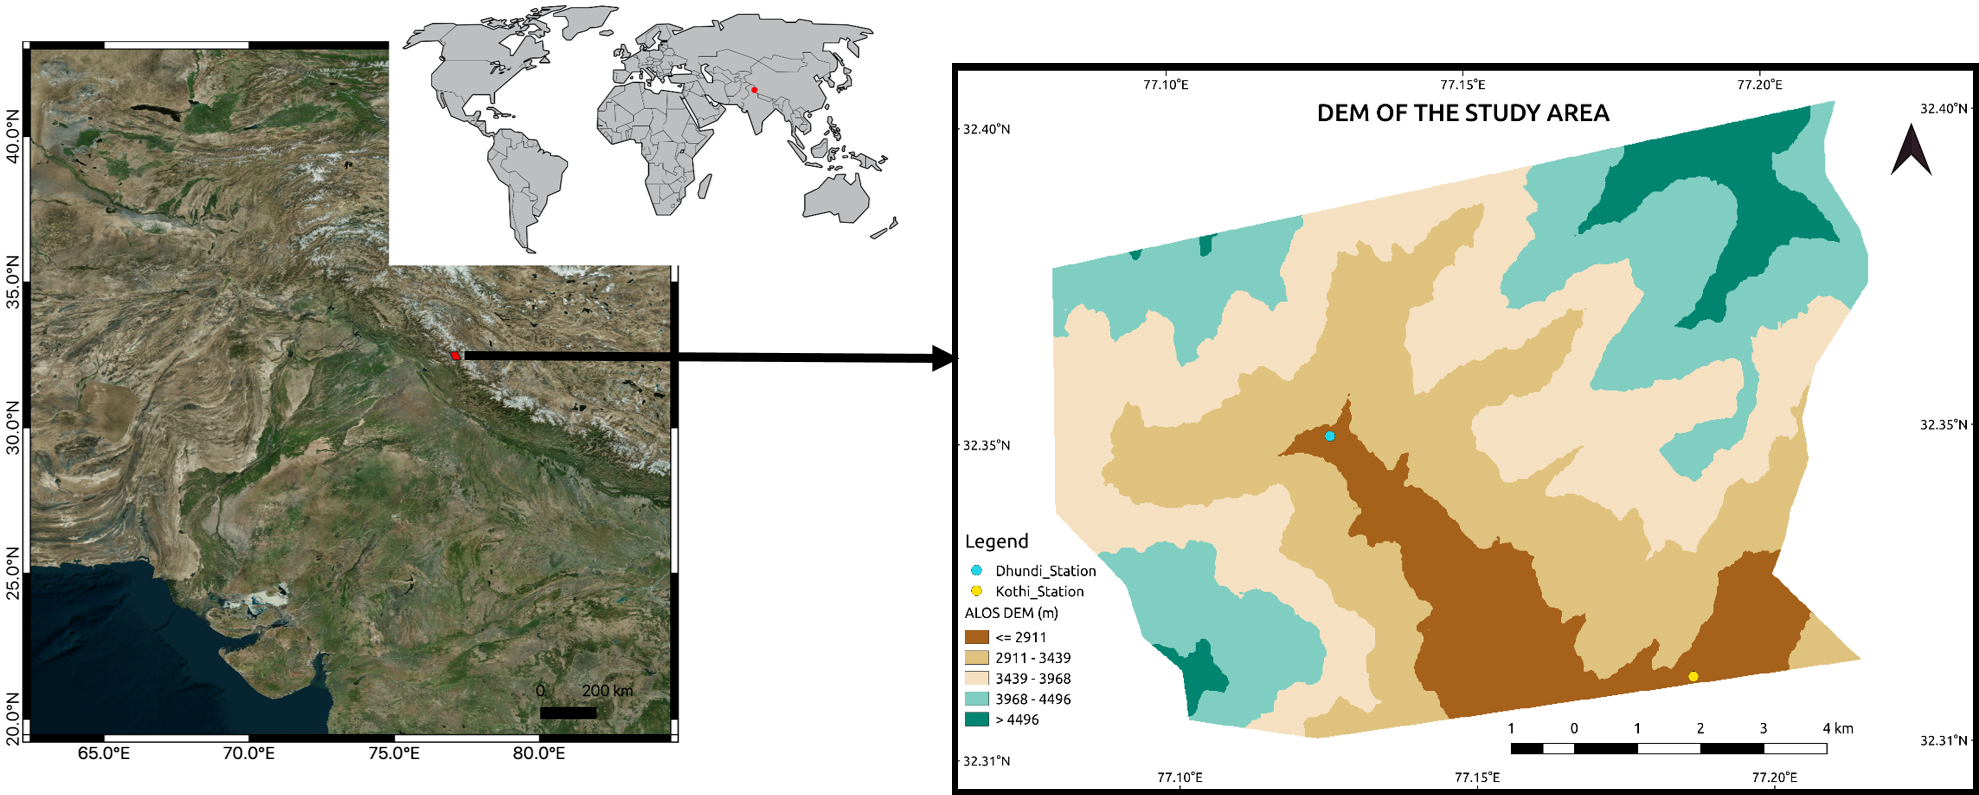 40.0°N
35.0°N
30.0°N
25.0°N
20.0°N
65.0°E
70.0°E
75.0°E
80.0°E
0 200 km
77.10°E 77.15°E 77.20°E
DEM OF THE STUDY AREA
32.40°N
32.40°N
32.35°N
32.35°N
Legend
Dhundi_Station
Kothi_Station
ALOS DEM (m)
<= 2911
2911 - 3439
3439 - 3968
3968 - 4496
> 4496
1 0 1 2 3 4 km
32.31°N
32.31°N
77.10°E 77.15°E 77.20°E